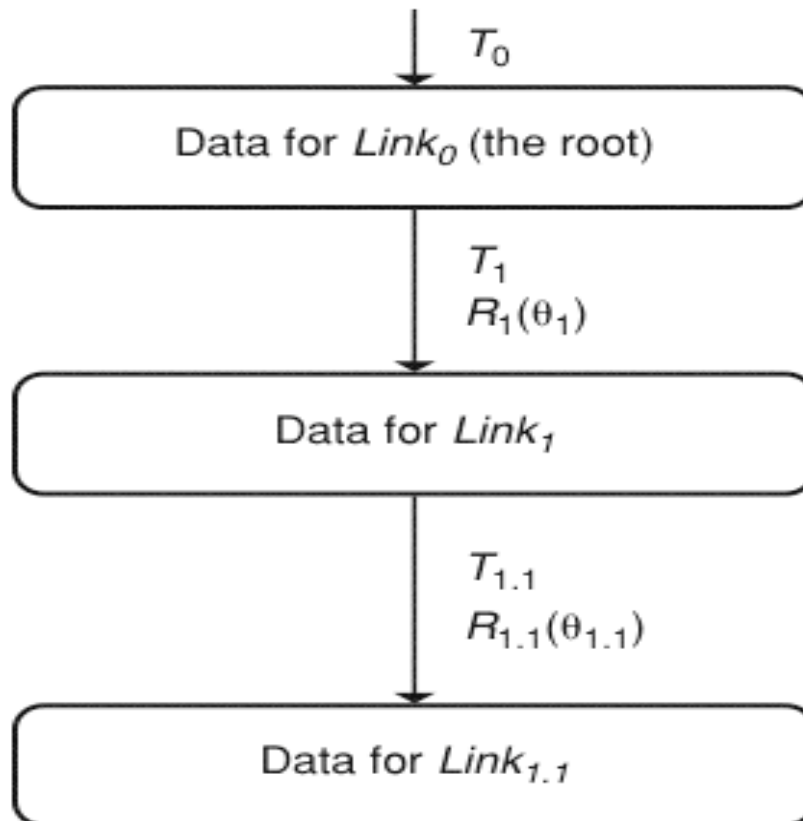 T₀
Data for Link₀ (the root)
T₁
R₁(θ₁)
Data for Link₁
T₁.₁
R₁.₁(θ₁.₁)
Data for Link₁.₁